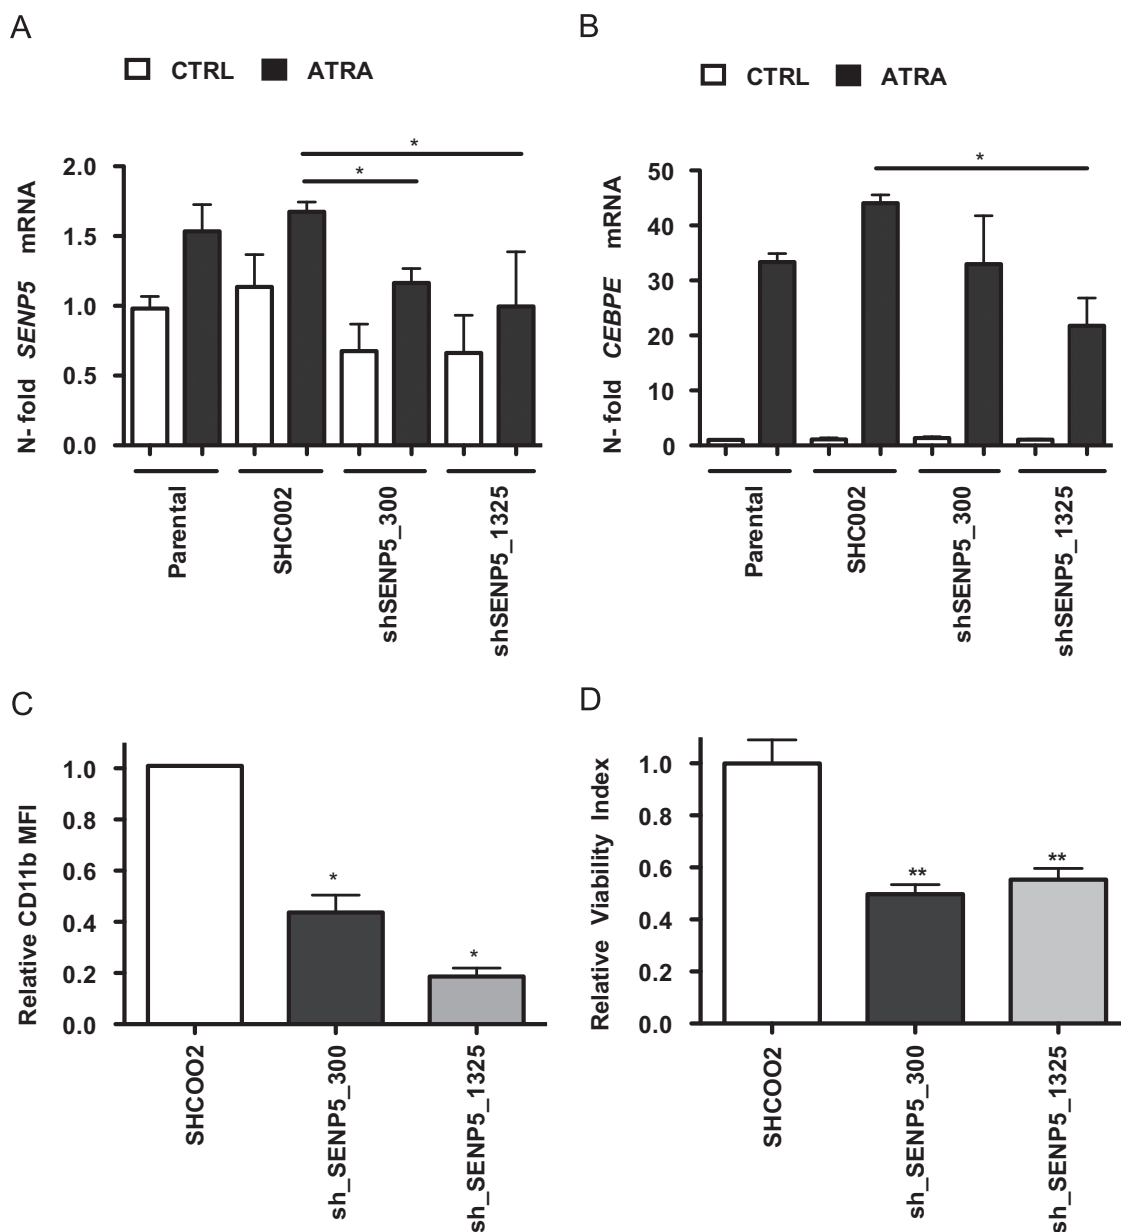 A
CTRL ATRA
N-fold SENP5 mRNA
2.0
1.5
1.0
0.5
0.0
*
*
Parental
SHC002
shSENP5_300
shSENP5_1325
B
CTRL ATRA
N-fold CEBPE mRNA
50
40
30
20
10
0
*
Parental
SHC002
shSENP5_300
shSENP5_1325
C
Relative CD11b MFI
1.0
0.8
0.6
0.4
0.2
0.0
*
*
SHCOO2
sh_SENP5_300
sh_SENP5_1325
D
Relative Viability Index
1.0
0.8
0.6
0.4
0.2
0.0
**
**
SHCOO2
sh_SENP5_300
sh_SENP5_1325